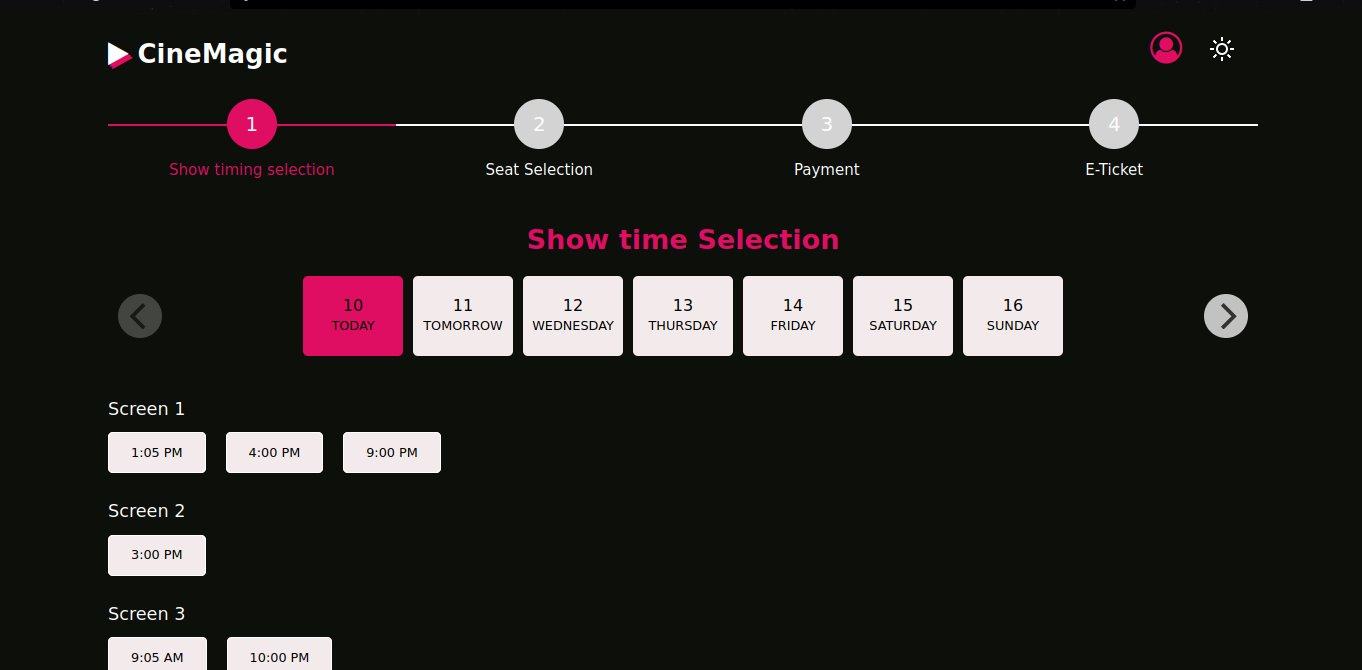 CineMagic
1 2 3 4
Show timing selection Seat Selection Payment E-Ticket
Show time Selection
10 11 12 13 14 15 16
TODAY TOMORROW WEDNESDAY THURSDAY FRIDAY SATURDAY SUNDAY
Screen 1
1:05 PM 4:00 PM 9:00 PM
Screen 2
3:00 PM
Screen 3
9:05 AM 10:00 PM